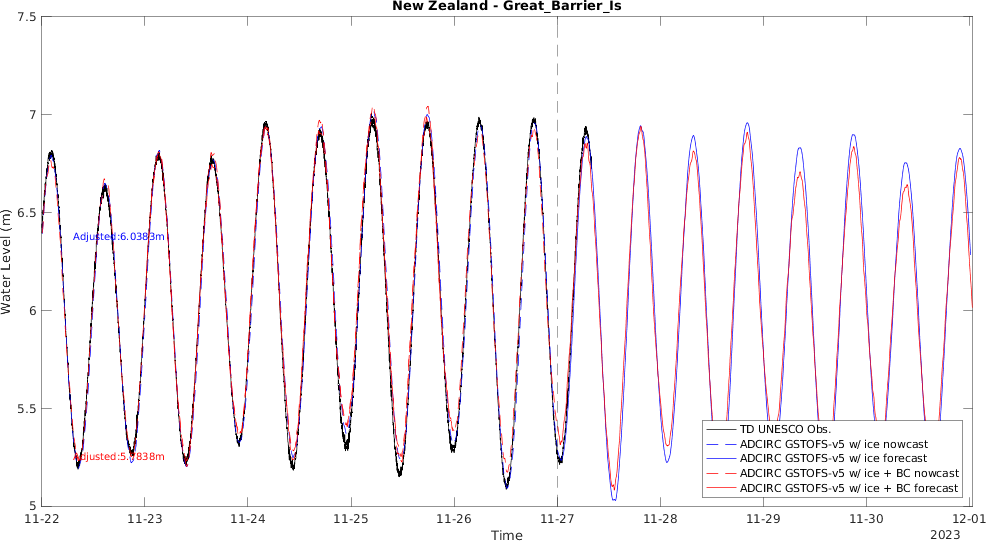 New Zealand - Great_Barrier_Is
7.5
7
6.5
6
5.5
5
Water Level (m)
Adjusted:6.0383m
TD UNESCO Obs.
ADCIRC GSTOFS-v5 w/ ice nowcast
ADCIRC GSTOFS-v5 w/ ice forecast
ADCIRC GSTOFS-v5 w/ ice + BC nowcast
ADCIRC GSTOFS-v5 w/ ice + BC forecast
11-22 11-23 11-24 11-25 11-26 11-27 11-28 11-29 11-30 12-01
Time
2023